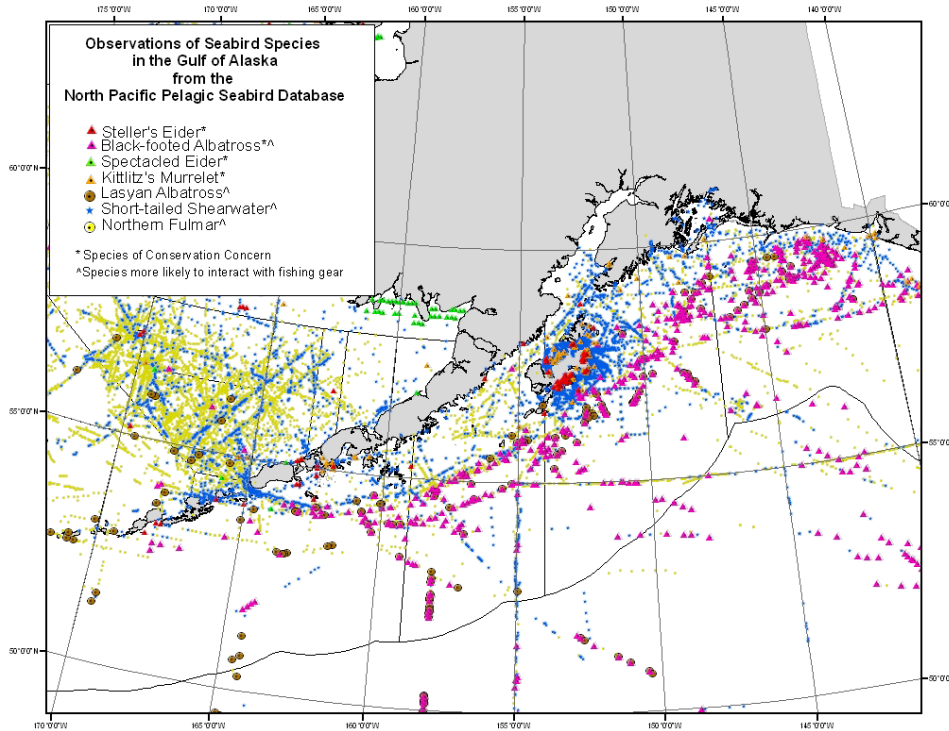 175°0'0"W 170°0'0"W 165°0'0"W 160°0'0"W 155°0'0"W 150°0'0"W 145°0'0"W 140°0'0"W
Observations of Seabird Species
in the Gulf of Alaska
from the
North Pacific Pelagic Seabird Database
Steller's Eider*
Black-footed Albatross*^
Spectacled Eider*
Kittlitz's Murrelet*
Lasyan Albatross^
Short-tailed Shearwater^
Northern Fulmar^
* Species of Conservation Concern
^Species more likely to interact with fishing gear
60°0'0"N
60°0'0"N
55°0'0"N
55°0'0"N
50°0'0"N
50°0'0"N
170°0'0"W 165°0'0"W 160°0'0"W 155°0'0"W 150°0'0"W 145°0'0"W